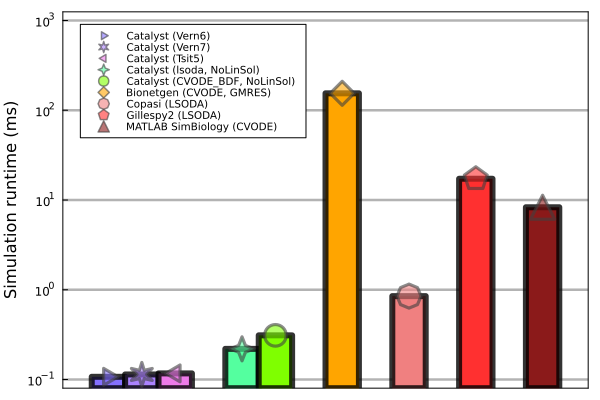 Simulation runtime (ms)
10³
10²
10¹
10⁰
10⁻¹
Catalyst (Vern6)
Catalyst (Vern7)
Catalyst (Tsit5)
Catalyst (lsoda, NoLinSol)
Catalyst (CVODE_BDF, NoLinSol)
Bionetgen (CVODE, GMRES)
Copasi (LSODA)
Gillespy2 (LSODA)
MATLAB SimBiology (CVODE)